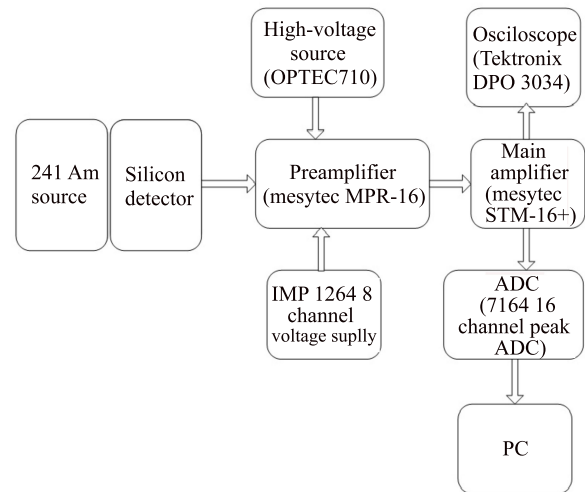 High-voltage
source
(OPTEC710)
Osciloscope
(Tektronix
DPO 3034)
241 Am
source
Silicon
detector
Preamplifier
(mesytec MPR-16)
Main
amplifier
(mesytec
STM-16+)
IMP 1264 8
channel
voltage suplly
ADC
(7164 16
channel peak
ADC)
PC